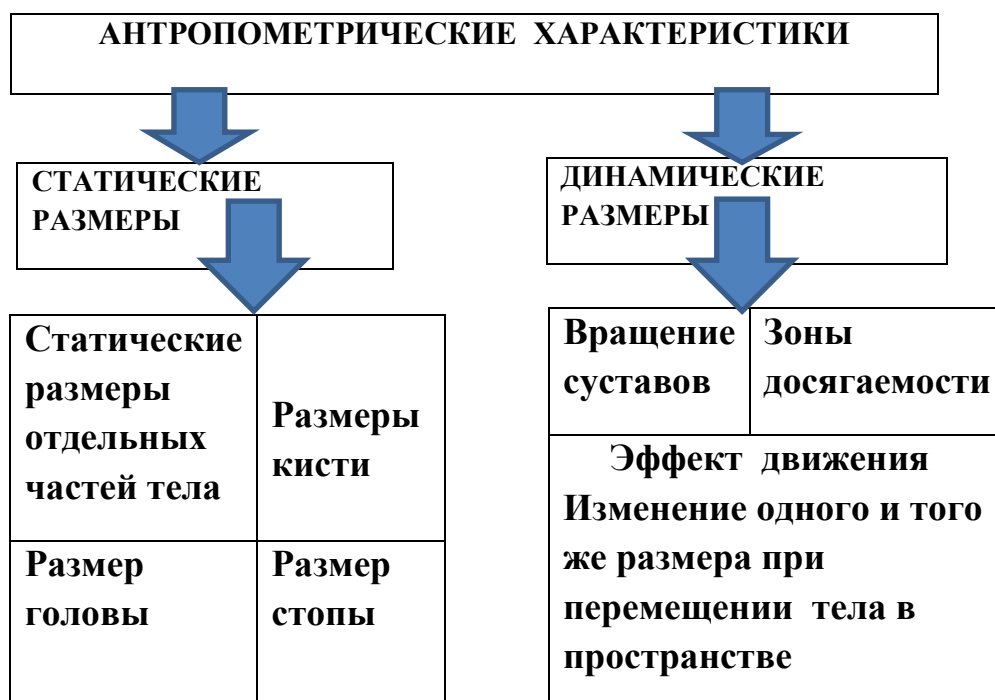 АНТРОПОМЕТРИЧЕСКИЕ ХАРАКТЕРИСТИКИ
СТАТИЧЕСКИЕ
РАЗМЕРЫ
ДИНАМИЧЕСКИЕ
РАЗМЕРЫ
Статические
размеры
отдельных
частей тела
Размеры
кисти
Размер
головы
Размер
стопы
Вращение
суставов
Зоны
досягаемости
Эффект движения
Изменение одного и того
же размера при
перемещении тела в
пространстве